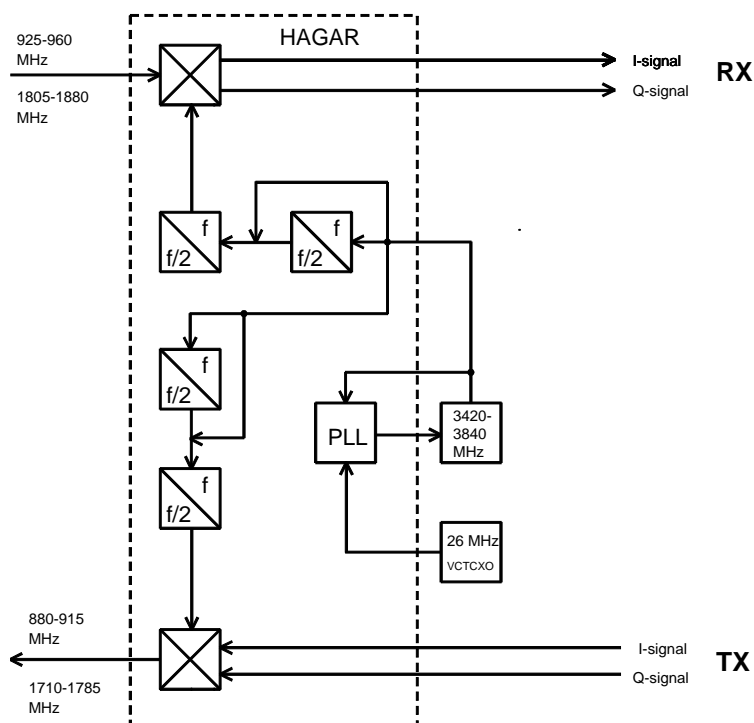 HAGAR
925-960
MHz
1805-1880
MHz
I-signal
Q-signal
RX
f
f/2
f
f/2
f
f/2
PLL
3420-
3840
MHz
f
f/2
26 MHz
VCTCXO
880-915
MHz
1710-1785
MHz
I-signal
Q-signal
TX